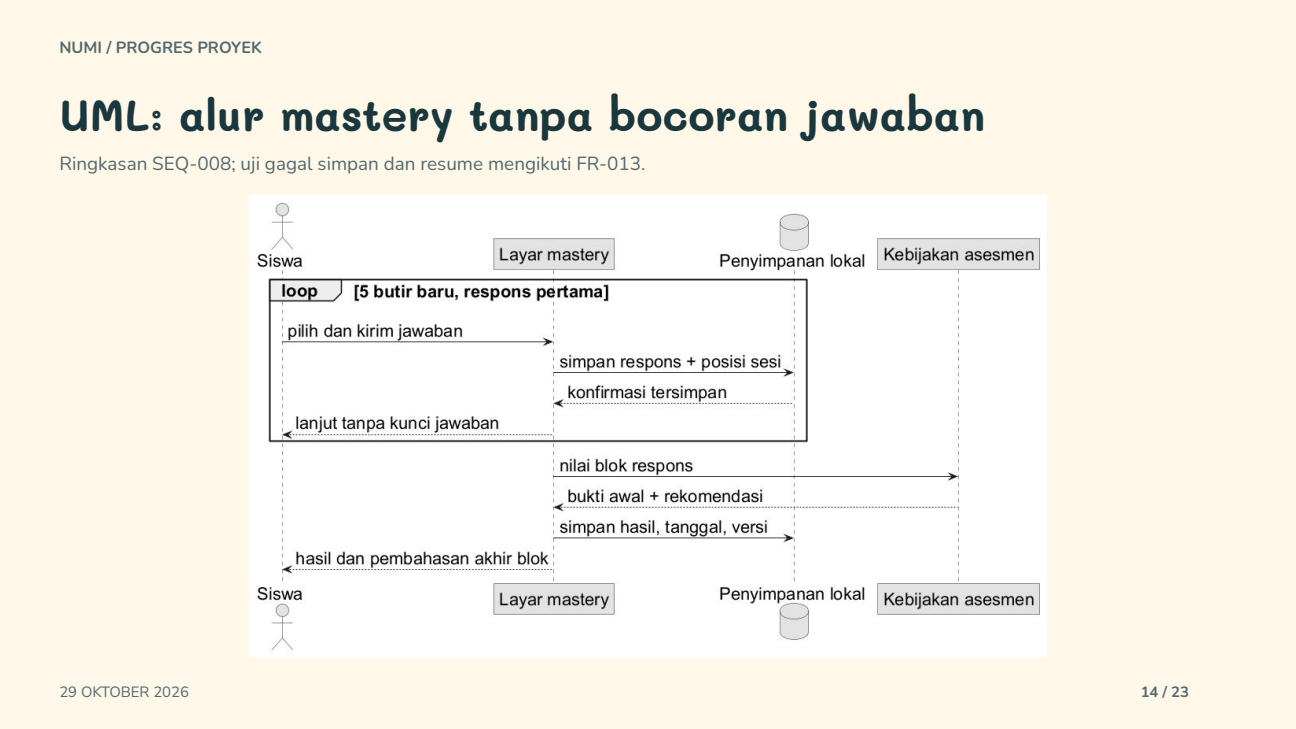 NUMI / PROGRES PROYEK
UML: alur mastery tanpa bocoran jawaban
Ringkasan SEQ-008; uji gagal simpan dan resume mengikuti FR-013.
Siswa
Layar mastery
Penyimpanan lokal
Kebijakan asesmen
loop [5 butir baru, respons pertama]
pilih dan kirim jawaban
simpan respons + posisi sesi
konfirmasi tersimpan
lanjut tanpa kunci jawaban
nilai blok respons
bukti awal + rekomendasi
simpan hasil, tanggal, versi
hasil dan pembahasan akhir blok
Siswa
Layar mastery
Penyimpanan lokal
Kebijakan asesmen
29 OKTOBER 2026
14 / 23